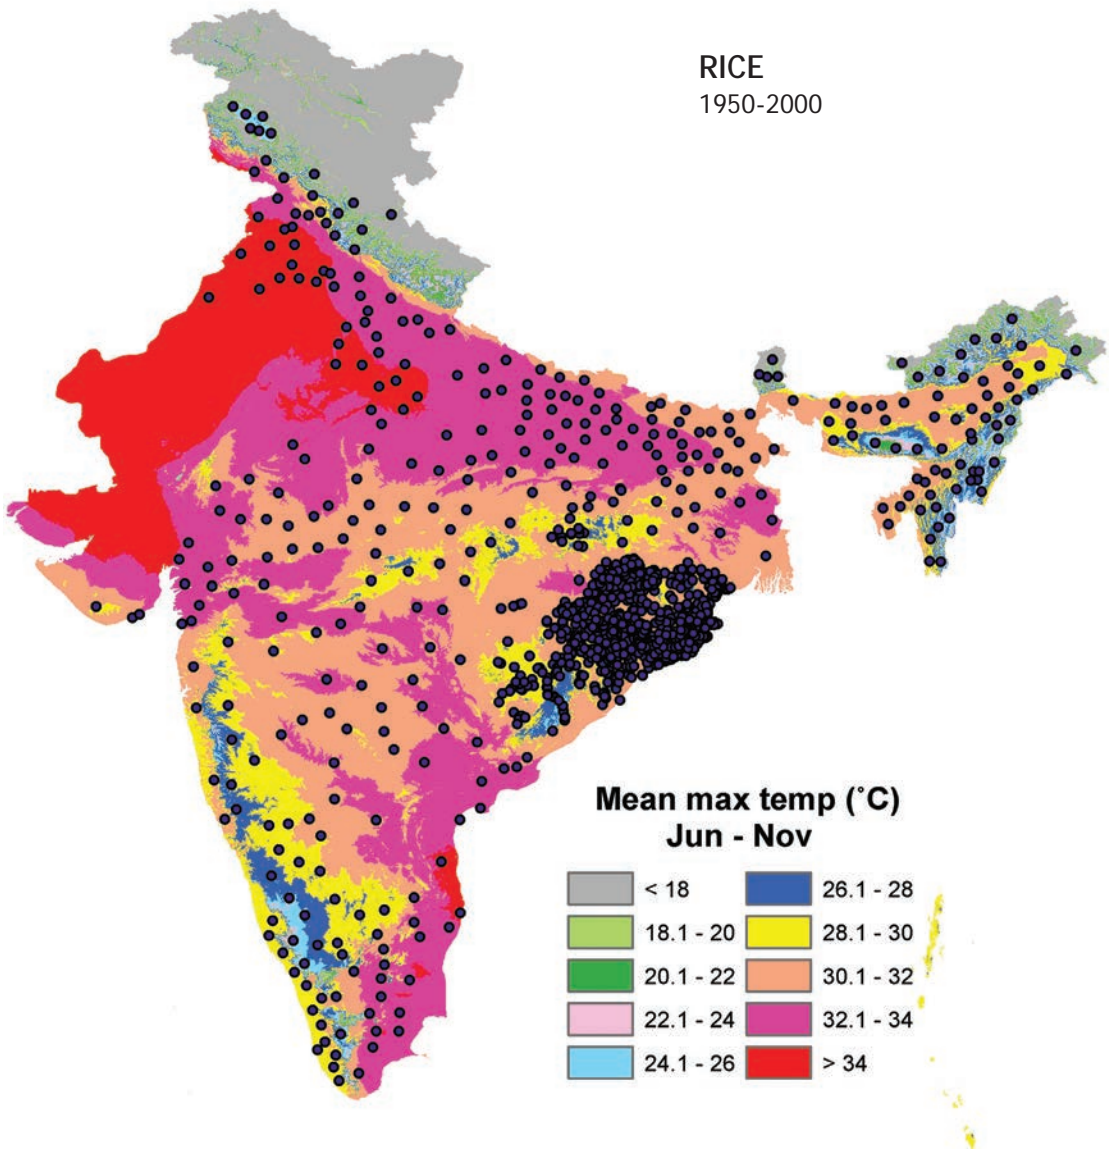 RICE
1950-2000
Mean max temp (˚C)
Jun - Nov
< 18
26.1 - 28
18.1 - 20
28.1 - 30
20.1 - 22
30.1 - 32
22.1 - 24
32.1 - 34
24.1 - 26
> 34